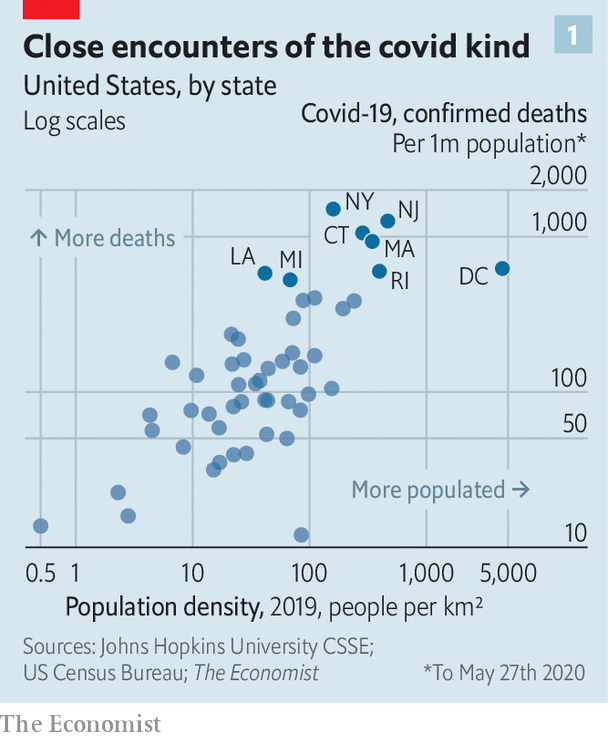 Close encounters of the covid kind
1
United States, by state
Log scales
Covid-19, confirmed deaths
Per 1m population*
2,000
1,000
100
50
10
↑ More deaths
NY
NJ
CT
MA
LA
MI
RI
DC
More populated →
0.5 1 10 100 1,000 5,000
Population density, 2019, people per km²
Sources: Johns Hopkins University CSSE;
US Census Bureau; The Economist
*To May 27th 2020
The Economist